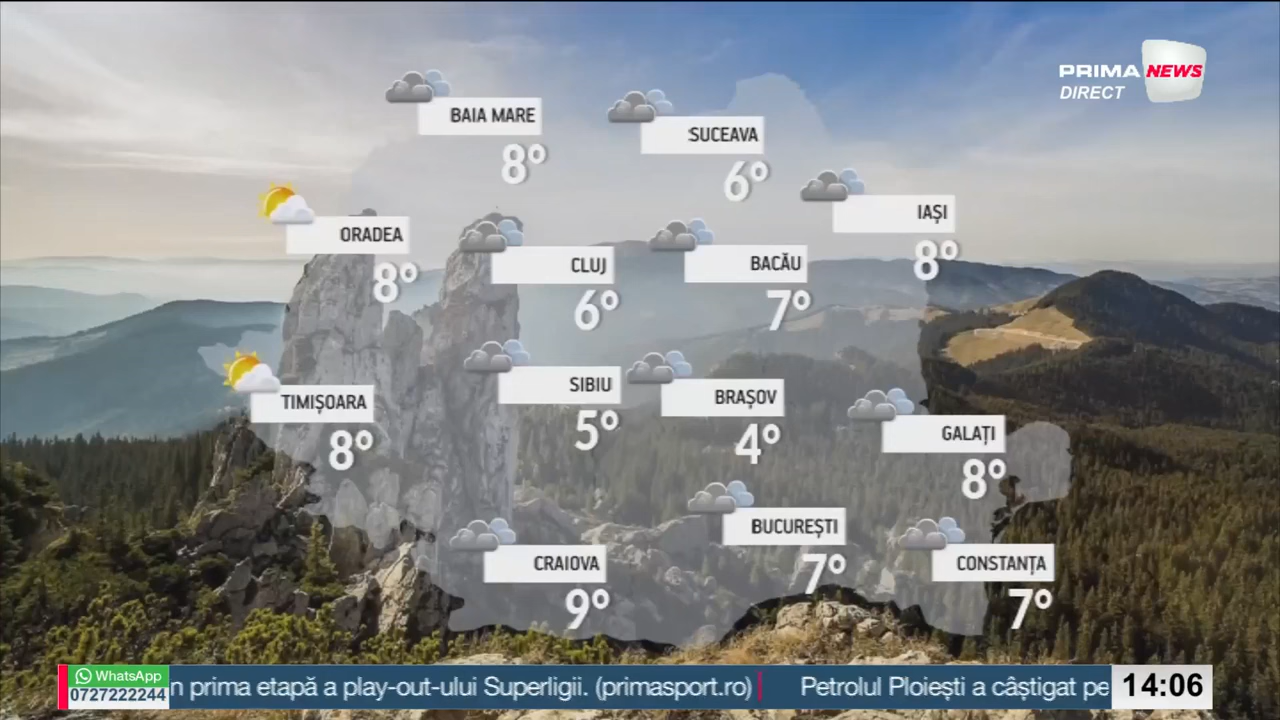 PRIMA NEWS
DIRECT
BAIA MARE
8°
SUCEAVA
6°
IAȘI
8°
ORADEA
8°
CLUJ
6°
BACĂU
7°
TIMIȘOARA
8°
SIBIU
5°
BRAȘOV
4°
GALAȚI
8°
BUCUREȘTI
7°
CRAIOVA
9°
CONSTANȚA
7°
WhatsApp
0727222244
n prima etapă a play-out-ului Superligii. (primasport.ro) Petrolul Ploiești a câștigat pe
14:06